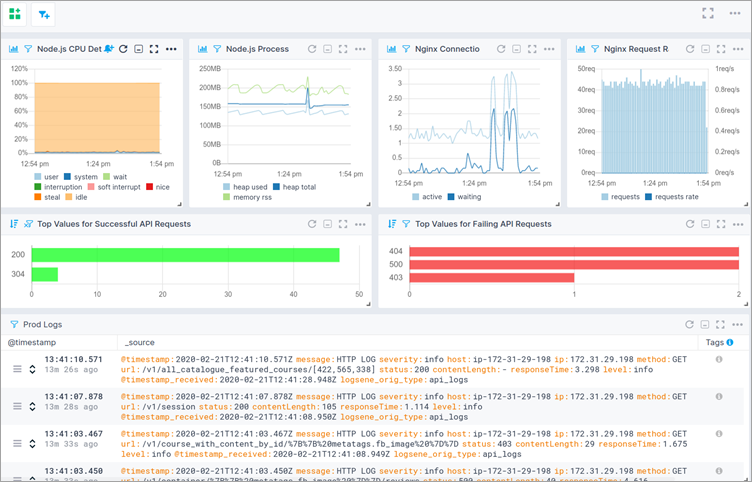 Node.js CPU Det
Node.js Process
Nginx Connectio
Nginx Request R
120%
100%
80%
60%
40%
20%
0%
12:54 pm 1:24 pm 1:54 pm
user system wait
interruption soft interrupt nice
steal idle
250MB
200MB
150MB
100MB
50MB
0B
12:54 pm 1:24 pm 1:54 pm
heap used heap total
memory rss
3.50
3
2.50
2
1.50
1
0.5
0
12:54 pm 1:24 pm 1:54 pm
active waiting
50req
40req
30req
20req
10req
0req
1req/s
0.8req/s
0.6req/s
0.4req/s
0.2req/s
0req/s
12:54 pm 1:24 pm 1:54 pm
requests requests rate
Top Values for Successful API Requests
200
304
0 10 20 30 40 50
Top Values for Failing API Requests
404
500
403
0 1 2
Prod Logs
@timestamp _source Tags
13:41:10.571
13m 26s ago
@timestamp:2020-02-21T12:41:10.571Z message:HTTP LOG severity:info host:ip-172-31-29-198 ip:172.31.29.198 method:GET
url:/v1/all_catalogue_featured_courses/[422,565,338] status:200 contentLength:- responseTime:3.298 level:info
@timestamp_received:2020-02-21T12:41:28.948Z logsene_orig_type:api_logs
13:41:07.878
13m 28s ago
@timestamp:2020-02-21T12:41:07.878Z message:HTTP LOG severity:info host:ip-172-31-29-198 ip:172.31.29.198 method:GET
url:/v1/session status:200 contentLength:105 responseTime:1.114 level:info
@timestamp_received:2020-02-21T12:41:08.950Z logsene_orig_type:api_logs
13:41:03.467
13m 33s ago
@timestamp:2020-02-21T12:41:03.467Z message:HTTP LOG severity:info host:ip-172-31-29-198 ip:172.31.29.198 method:GET
url:/v1/course_with_content_by_id/%7B%7B%20metatags.fb_image%20%7D%7D status:403 contentLength:29 responseTime:1.675
level:info @timestamp_received:2020-02-21T12:41:08.949Z logsene_orig_type:api_logs
13:41:03.450
13m 33s ago
@timestamp:2020-02-21T12:41:03.450Z message:HTTP LOG severity:info host:ip-172-31-29-198 ip:172.31.29.198 method:GET